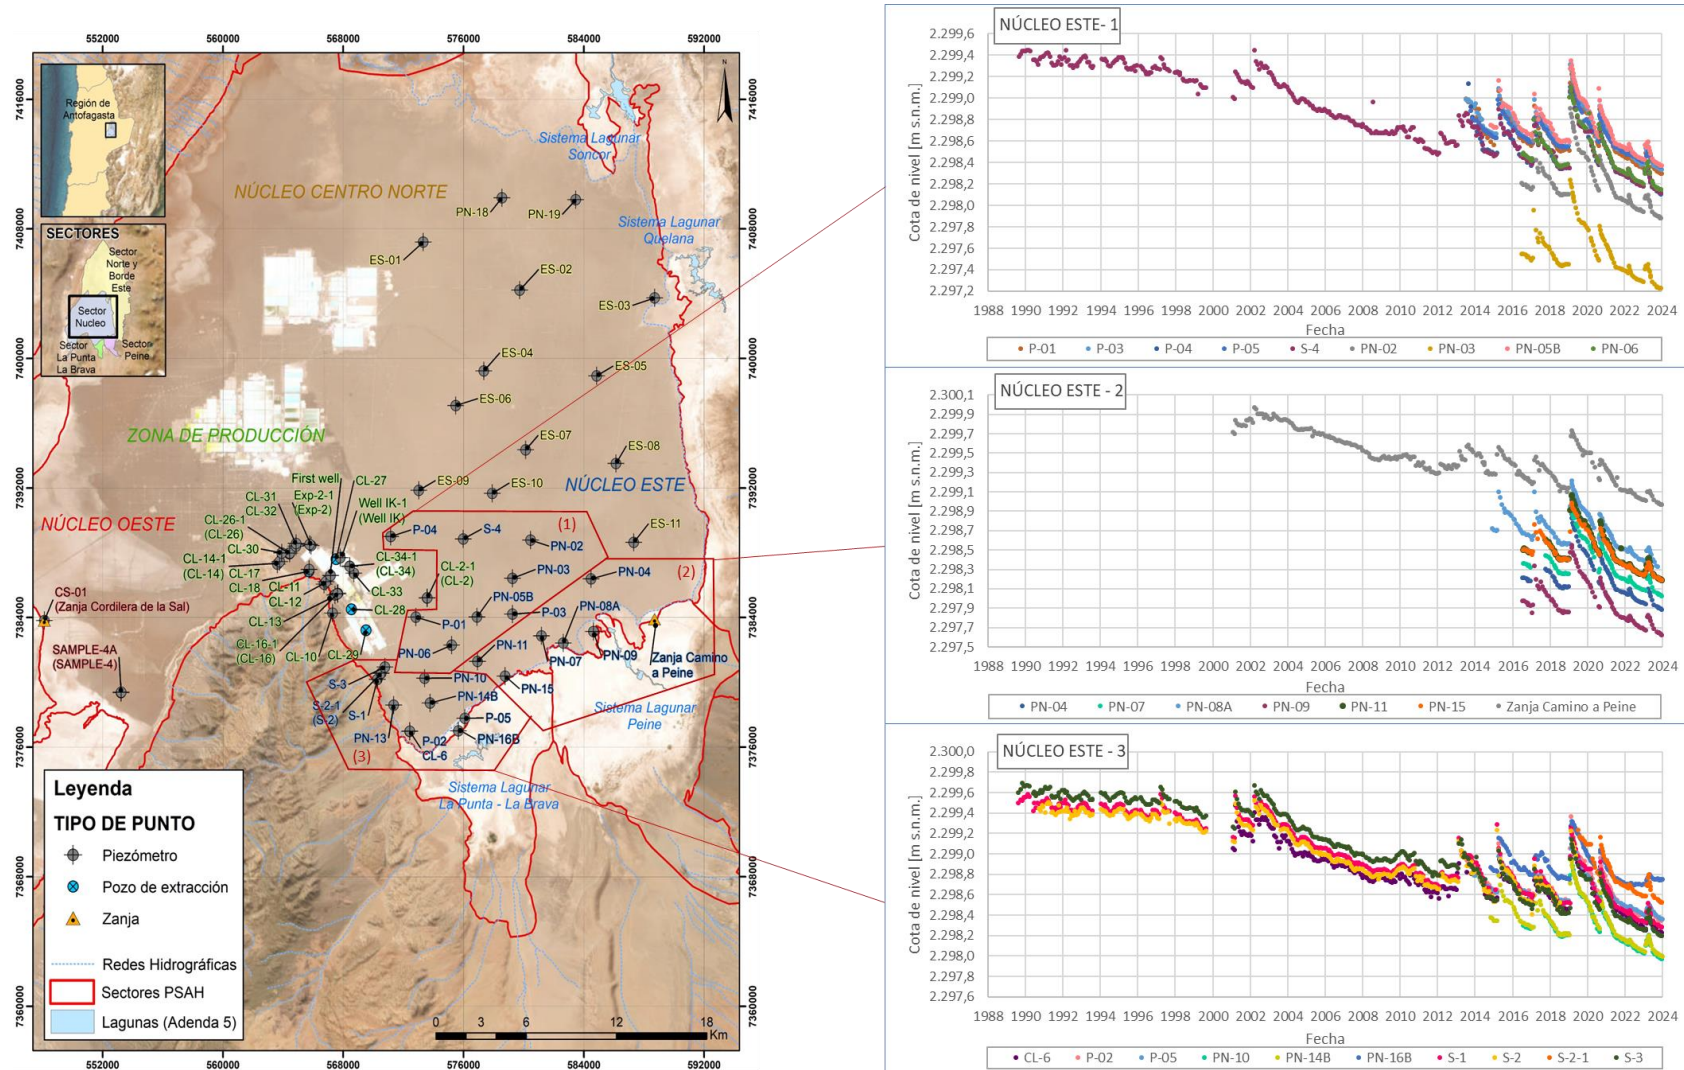 552000 560000 568000 576000 584000 592000
7416000
7408000
7400000
7392000
7384000
7376000
7368000
7360000
Región de
Antofagasta
SECTORES
Sector
Norte y
Borde
Este
Sector
Nucleo
Sector
La Punta
La Brava
Sector
Peine
N
Sistema Lagunar
Soncor
NÚCLEO CENTRO NORTE
PN-18
PN-19
Sistema Lagunar
Quelana
ES-01
ES-02
ES-03
ES-04
ES-05
ES-06
ZONA DE PRODUCCIÓN
ES-07
ES-08
First well
CL-27
ES-09
ES-10
NÚCLEO ESTE
CL-31
CL-32
Exp-2-1
(Exp-2)
Well IK-1
(Well IK)
NÚCLEO OESTE
CL-26-1
(CL-26)
CL-30
P-04
S-4
(1)
PN-02
ES-11
CL-14-1
(CL-14)
CL-34-1
(CL-34)
CL-2-1
(CL-2)
CL-17
CL-18
CL-11
CL-12
CL-33
PN-03
PN-04
(2)
CS-01
(Zanja Cordilera de la Sal)
CL-28
PN-05B
PN-08A
CL-13
P-01
P-03
CL-16-1
(CL-16)
CL-10
CL-29
PN-06
PN-11
PN-07
PN-09
Zanja Camino
a Peine
SAMPLE-4A
(SAMPLE-4)
S-3
PN-10
PN-15
S-2-1
(S-2)
S-1
PN-14B
Sistema Lagunar
Peine
PN-13
P-05
(3)
P-02
CL-6
PN-16B
Sistema Lagunar
La Punta - La Brava
Leyenda
TIPO DE PUNTO
Piezómetro
Pozo de extracción
Zanja
Redes Hidrográficas
Sectores PSAH
Lagunas (Adenda 5)
0 3 6 12 18
Km
552000 560000 568000 576000 584000 592000
7416000
7408000
7400000
7392000
7384000
7376000
7368000
7360000
NÚCLEO ESTE- 1
Cota de nivel [m s.n.m.]
2.299,6
2.299,4
2.299,2
2.299,0
2.298,8
2.298,6
2.298,4
2.298,2
2.298,0
2.297,8
2.297,6
2.297,4
2.297,2
1988 1990 1992 1994 1996 1998 2000 2002 2004 2006 2008 2010 2012 2014 2016 2018 2020 2022 2024
Fecha
P-01 P-03 P-04 P-05 S-4 PN-02 PN-03 PN-05B PN-06
NÚCLEO ESTE - 2
Cota de nivel [m s.n.m.]
2.300,1
2.299,9
2.299,7
2.299,5
2.299,3
2.299,1
2.298,9
2.298,7
2.298,5
2.298,3
2.298,1
2.297,9
2.297,7
2.297,5
1988 1990 1992 1994 1996 1998 2000 2002 2004 2006 2008 2010 2012 2014 2016 2018 2020 2022 2024
PN-04 PN-07 PN-08A PN-09 PN-11 PN-15 Zanja Camino a Peine
NÚCLEO ESTE - 3
Cota de nivel [m s.n.m.]
2.300,0
2.299,8
2.299,6
2.299,4
2.299,2
2.299,0
2.298,8
2.298,6
2.298,4
2.298,2
2.298,0
2.297,8
2.297,6
1988 1990 1992 1994 1996 1998 2000 2002 2004 2006 2008 2010 2012 2014 2016 2018 2020 2022 2024
Fecha
CL-6 P-02 P-05 PN-10 PN-14B PN-16B S-1 S-2 S-2-1 S-3